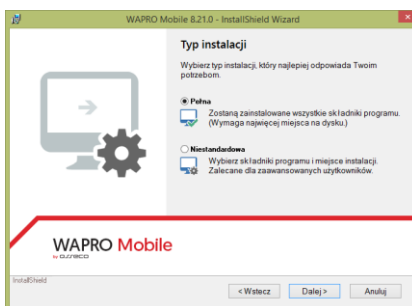 WAPRO Mobile 8.21.0 - InstallShield Wizard
Typ instalacji
Wybierz typ instalacji, który najlepiej odpowiada Twoim
potrzebom.
Pełna
Zostaną zainstalowane wszystkie składniki programu.
(Wymaga najwięcej miejsca na dysku.)
Niestandardowa
Wybierz składniki programu i miejsce instalacji.
Zalecane dla zaawansowanych użytkowników.
WAPRO Mobile
by asseco
InstallShield
< Wstecz Dalej > Anuluj